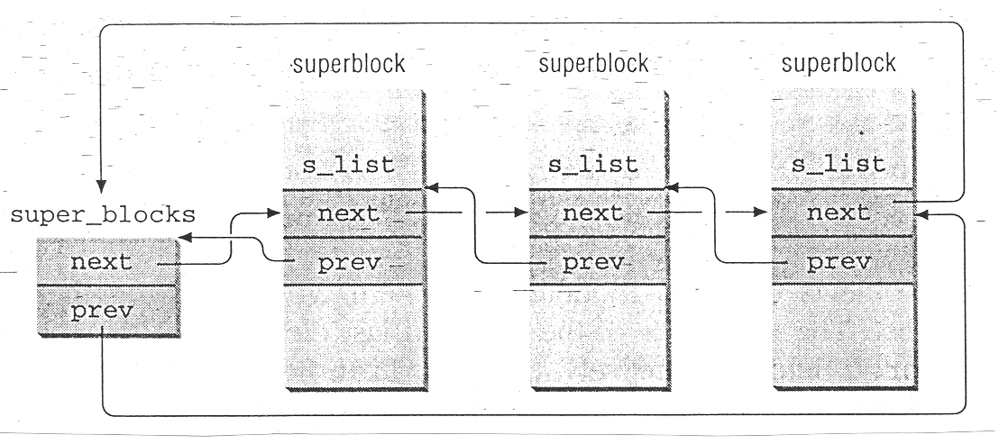 superblock superblock superblock
s_list s_list s_list
super_blocks
next next next
next
prev prev prev
prev